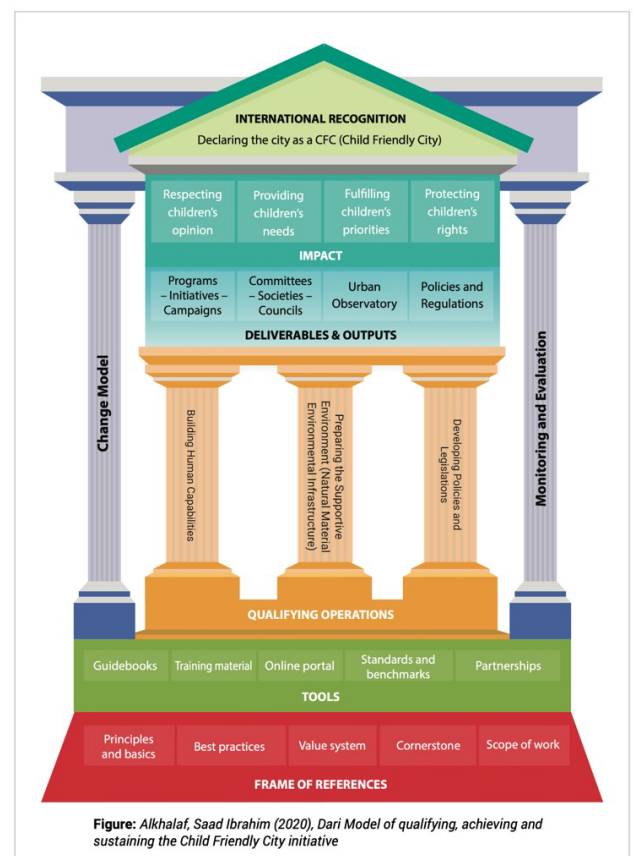 INTERNATIONAL RECOGNITION
Declaring the city as a CFC (Child Friendly City)
Respecting
children's
opinion
Providing
children's
needs
Fulfilling
children's
priorities
Protecting
children's
rights
IMPACT
Programs
– Initiatives –
Campaigns
Committees
– Societies –
Councils
Urban
Observatory
Policies and
Regulations
DELIVERABLES & OUTPUTS
Change Model
Building Human Capabilities
Preparing the Supportive
Environment (Natural Material
Environmental Infrastructure)
Developing Policies and
Legislations
Monitoring and Evaluation
QUALIFYING OPERATIONS
Guidebooks
Training material
Online portal
Standards and
benchmarks
Partnerships
TOOLS
Principles
and basics
Best practices
Value system
Cornerstone
Scope of work
FRAME OF REFERENCES
Figure: Alkhalaf, Saad Ibrahim (2020), Dari Model of qualifying, achieving and
sustaining the Child Friendly City initiative